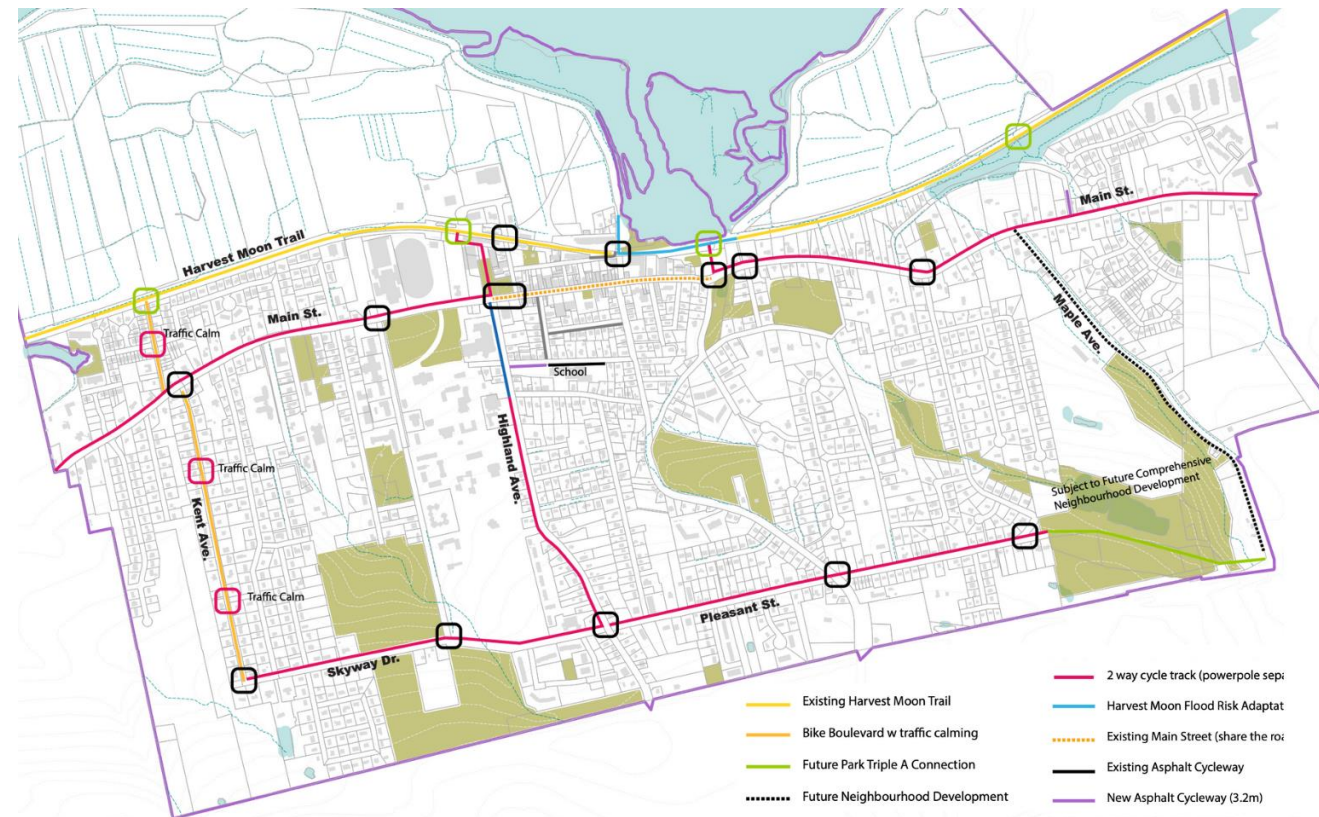 Main St.
Harvest Moon Trail
Main St.
Traffic Calm
Maple Ave.
School
Highland Ave.
Traffic Calm
Kent Ave.
Subject to Future Comprehensive
Neighbourhood Development
Traffic Calm
Pleasant St.
Skyway Dr.
Existing Harvest Moon Trail
Bike Boulevard w traffic calming
Future Park Triple A Connection
Future Neighbourhood Development
2 way cycle track (powerpole sepa
Harvest Moon Flood Risk Adaptat
Existing Main Street (share the roa
Existing Asphalt Cycleway
New Asphalt Cycleway (3.2m)